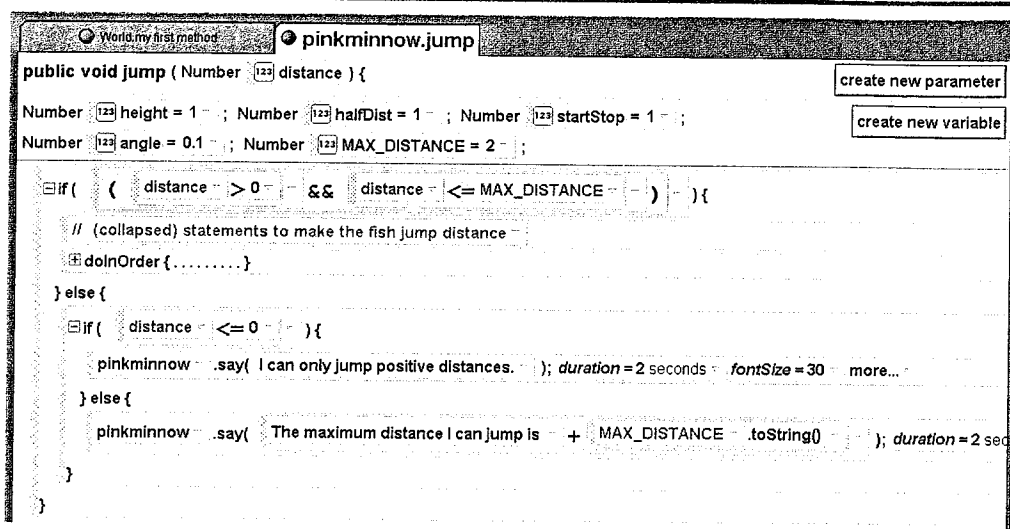 World.my first method pinkminnow.jump
public void jump ( Number 123 distance ) {
create new parameter
Number 123 height = 1 ; Number 123 halfDist = 1 ; Number 123 startStop = 1 ;
create new variable
Number 123 angle = 0.1 ; Number 123 MAX_DISTANCE = 2 ;
if ( ( distance > 0 && distance <= MAX_DISTANCE ) ) {
// (collapsed) statements to make the fish jump distance
doInOrder { ......... }
} else {
if ( distance <= 0 ) {
pinkminnow .say( I can only jump positive distances. ); duration = 2 seconds fontSize = 30 more...
} else {
pinkminnow .say( The maximum distance I can jump is + MAX_DISTANCE .toString() ); duration = 2 sec
}
}